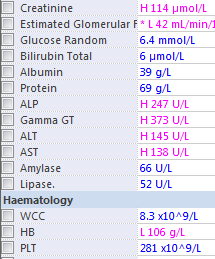 Creatinine H 114 µmol/L
Estimated Glomerular F * L 42 mL/min/1
Glucose Random 6.4 mmol/L
Bilirubin Total 6 µmol/L
Albumin 39 g/L
Protein 69 g/L
ALP H 247 U/L
Gamma GT H 373 U/L
ALT H 145 U/L
AST H 138 U/L
Amylase 66 U/L
Lipase. 52 U/L
Haematology
WCC 8.3 x10^9/L
HB L 106 g/L
PLT 281 x10^9/L